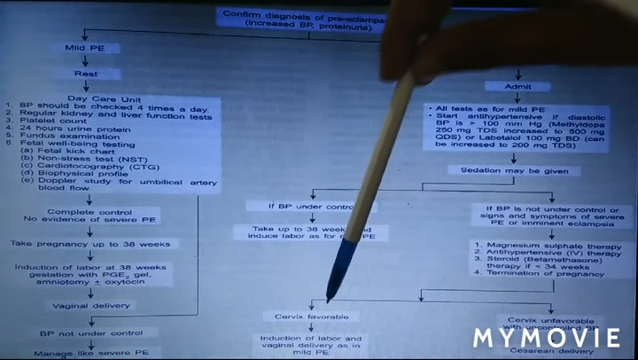 Confirm diagnosis of pre-eclampsia
(Increased BP, proteinuria)
Mild PE
Rest
Day Care Unit
1. BP should be checked 4 times a day.
2. Regular kidney and liver function tests
3. Platelet count
4. 24 hours urine protein
5. Fundus examination
6. Fetal well-being testing
(a) Fetal kick chart
(b) Non-stress test (NST)
(c) Cardiotocography (CTG)
(d) Biophysical profile
(e) Doppler study for umbilical artery
blood flow
Complete control
No evidence of severe PE
Take pregnancy up to 38 weeks
Induction of labor at 38 weeks
gestation with PGE2 gel,
amniotomy ± oxytocin
Vaginal delivery
BP not under control
Manage like severe PE
Admit
• All tests as for mild PE
• Start antihypertensive if diastolic
BP is > 100 mm Hg (Methyldopa
250 mg TDS increased to 500 mg
QDS) or Labetalol 100 mg BD (can
be increased to 200 mg TDS)
Sedation may be given
If BP under control
Take up to 38
induce labor as for PE
If BP is not under control or
signs and symptoms of severe
PE or imminent eclampsia
1. Magnesium sulphate therapy
2. Antihypertensive (IV) therapy
3. Steroid (Betamethasone)
therapy if < 34 weeks
4. Termination of pregnancy
Cervix favorable
Induction of labor and
vaginal delivery as in
mild PE
Cervix unfavorable
with uncontrolled BP
Cesarean delivery
MYMOVIE